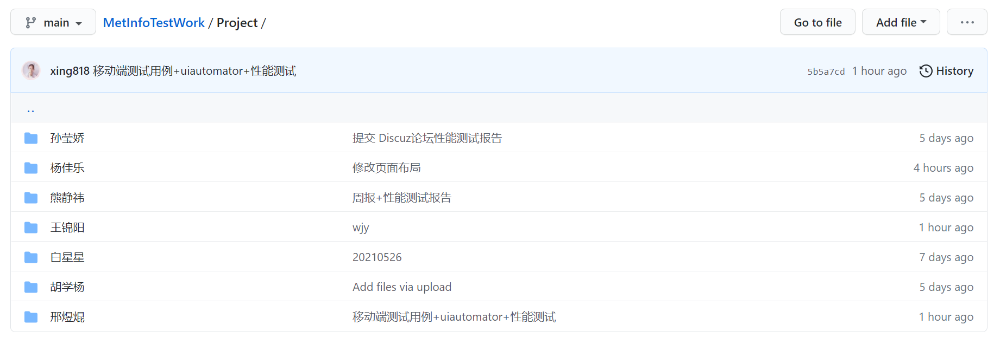 main MetInfoTestWork / Project / Go to file Add file ...
xing818 移动端测试用例+uiautomator+性能测试 5b5a7cd 1 hour ago History
..
孙莹娇 提交 Discuz论坛性能测试报告 5 days ago
杨佳乐 修改页面布局 4 hours ago
熊静祎 周报+性能测试报告 5 days ago
王锦阳 wjy 1 hour ago
白星星 20210526 7 days ago
胡学杨 Add files via upload 5 days ago
邢煜焜 移动端测试用例+uiautomator+性能测试 1 hour ago